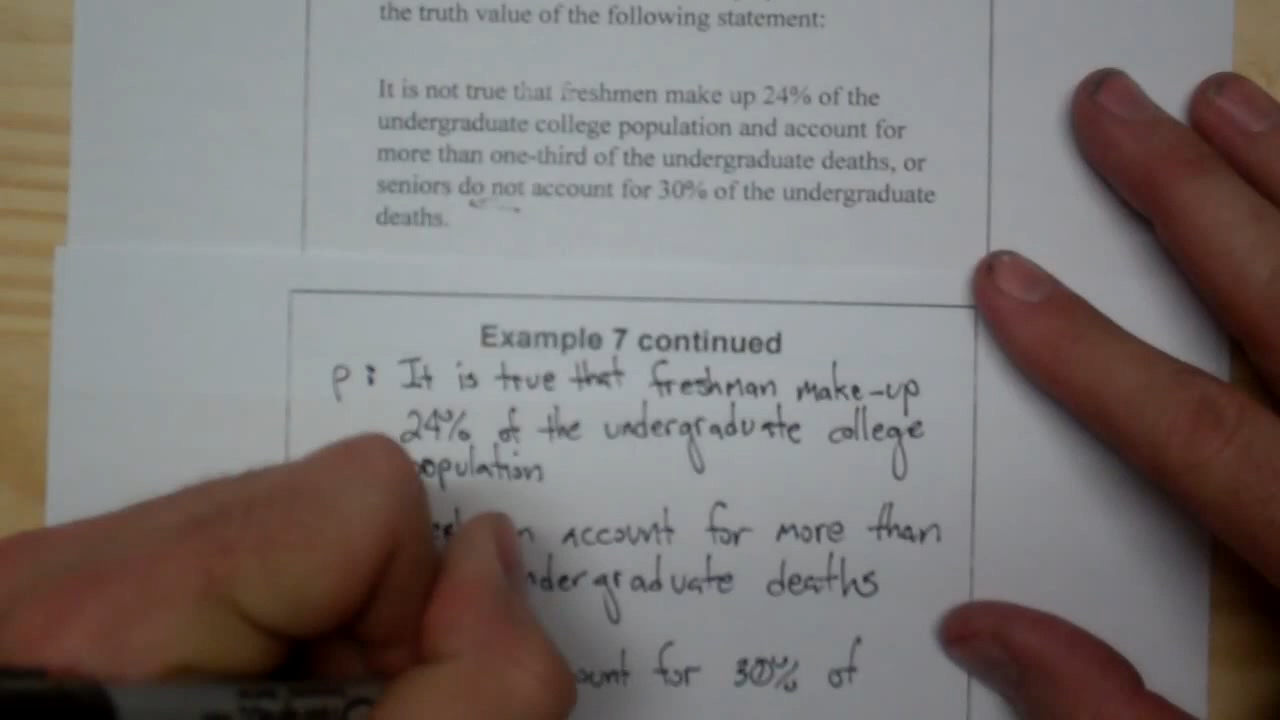 the truth value of the following statement:
It is not true that freshmen make up 24% of the
undergraduate college population and account for
more than one-third of the undergraduate deaths, or
seniors do not account for 30% of the undergraduate
deaths.
Example 7 continued
p: It is true that freshman make-up
24% of the undergraduate college
opulation
account for more than
ndergraduate deaths
ount for 30% of